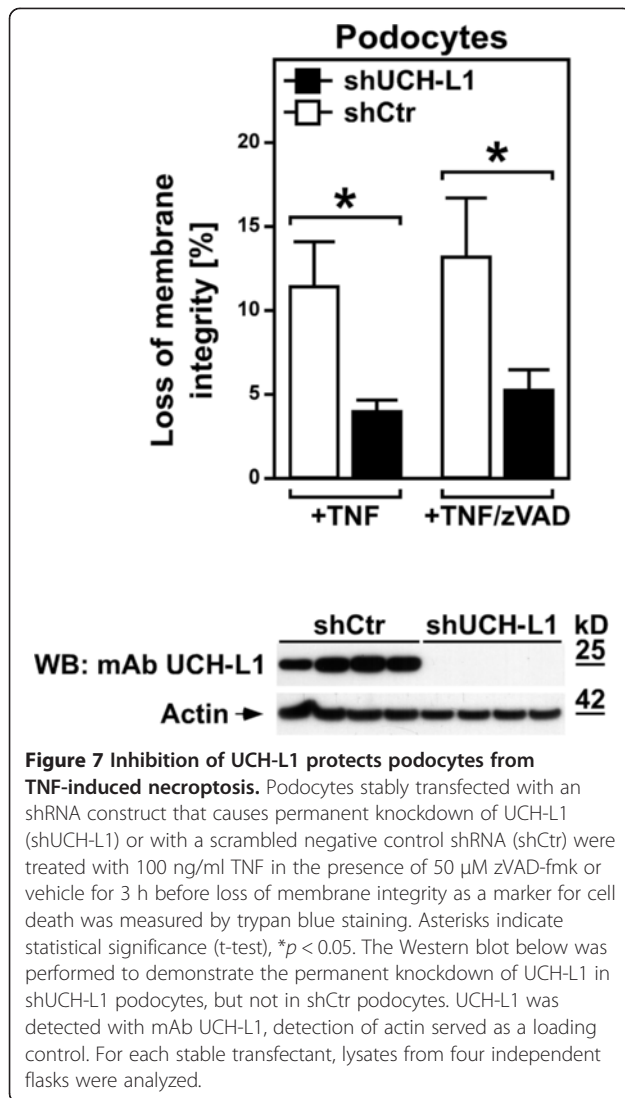 Podocytes
shUCH-L1
shCtr
Loss of membrane
integrity [%]
20
15
10
5
0
*
*
+TNF
+TNF/zVAD
shCtr shUCH-L1 kD
WB: mAb UCH-L1 25
Actin 42
Figure 7 Inhibition of UCH-L1 protects podocytes from
TNF-induced necroptosis. Podocytes stably transfected with an
shRNA construct that causes permanent knockdown of UCH-L1
(shUCH-L1) or with a scrambled negative control shRNA (shCtr) were
treated with 100 ng/ml TNF in the presence of 50 μM zVAD-fmk or
vehicle for 3 h before loss of membrane integrity as a marker for cell
death was measured by trypan blue staining. Asterisks indicate
statistical significance (t-test), *p < 0.05. The Western blot below was
performed to demonstrate the permanent knockdown of UCH-L1 in
shUCH-L1 podocytes, but not in shCtr podocytes. UCH-L1 was
detected with mAb UCH-L1, detection of actin served as a loading
control. For each stable transfectant, lysates from four independent
flasks were analyzed.